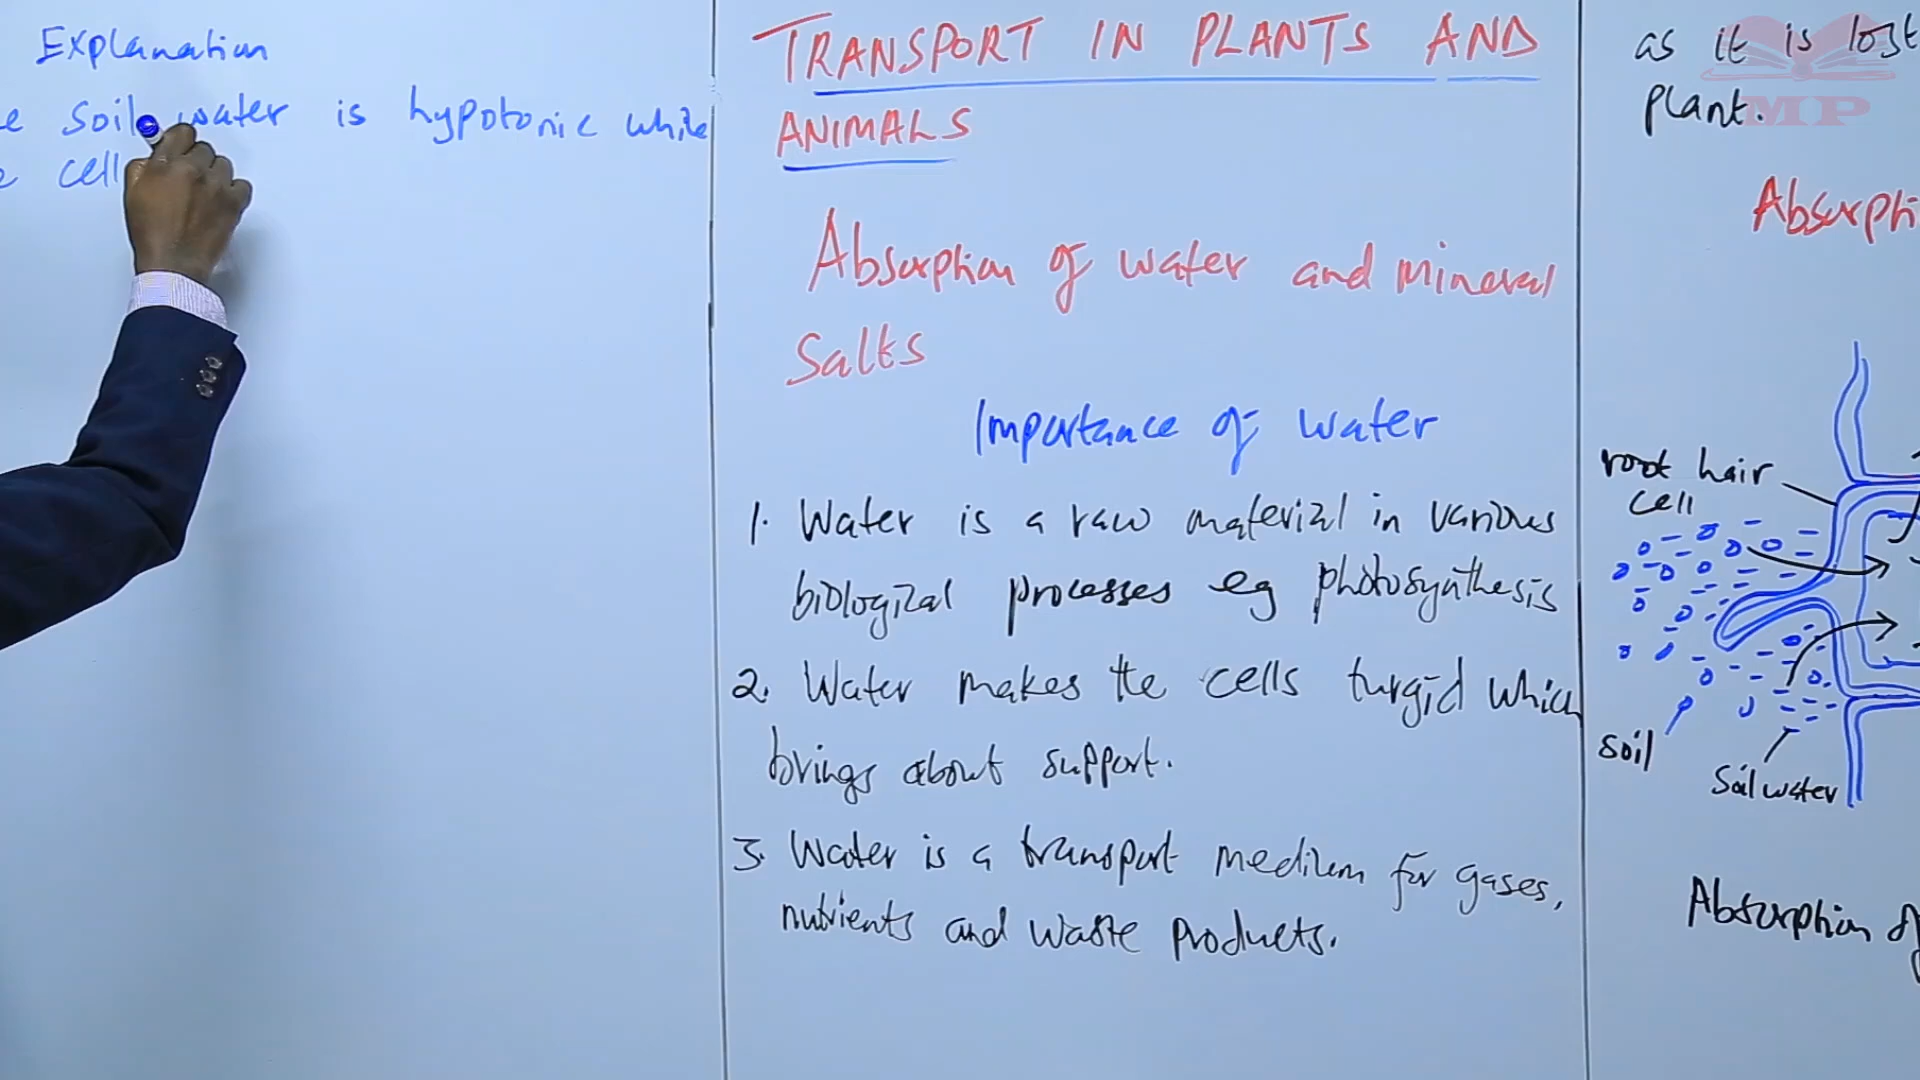 Explanation
soil water is hypotonic while
cell
TRANSPORT IN PLANTS AND
ANIMALS
Absorption of water and mineral
Salts
Importance of water
1. Water is a raw material in various
biological processes eg photosynthesis
2. Water makes the cells turgid which
brings about support.
3. Water is a transport medium for gases,
nutrients and waste products.
as it is lost
plant.
MP
root hair
cell
soil
Soil water
Absorption of